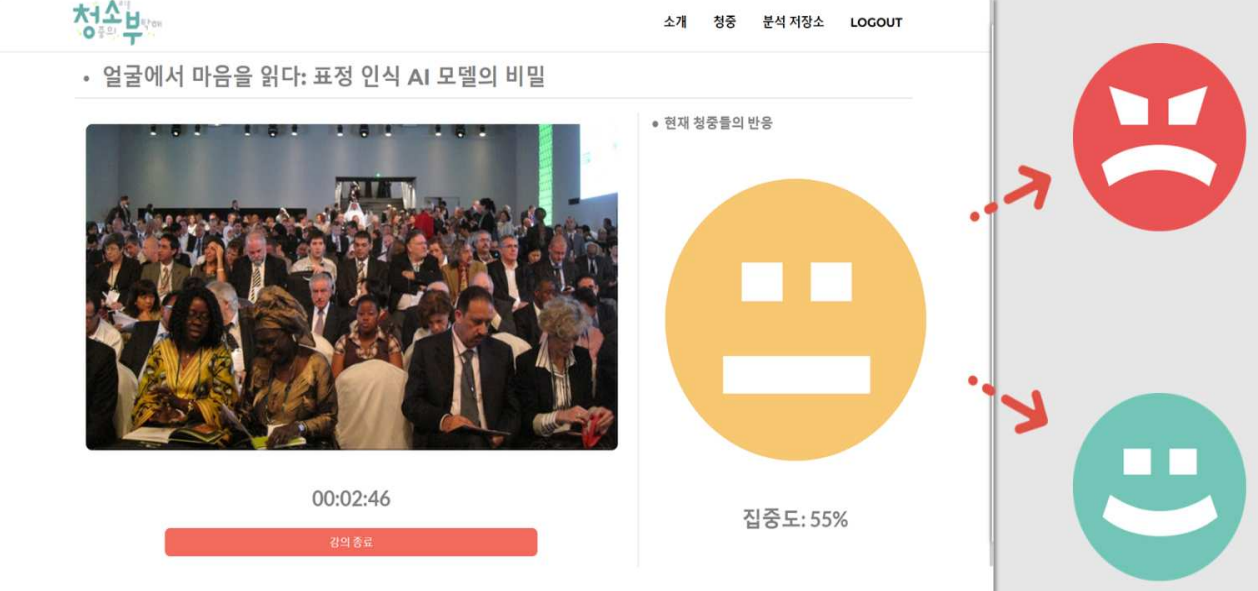 청소부
중의
소개 청중 분석 저장소 LOGOUT
• 얼굴에서 마음을 읽다: 표정 인식 AI 모델의 비밀
● 현재 청중들의 반응
00:02:46
집중도: 55%
강의 종료